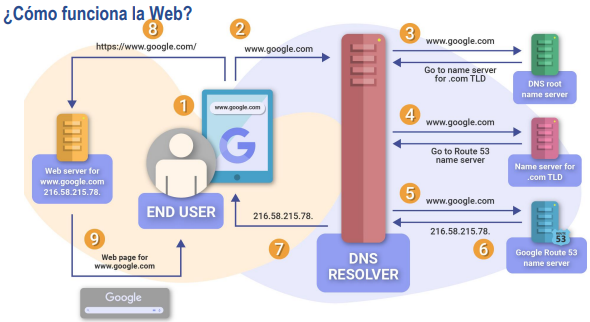 ¿Cómo funciona la Web?
8
https://www.google.com/
2
www.google.com
3
www.google.com
Go to name server
for .com TLD
DNS root
name server
1
www.google.com
G
4
www.google.com
Go to Route 53
name server
Name server for
.com TLD
Web server for
www.google.com
216.58.215.78.
END USER
216.58.215.78.
7
5
www.google.com
216.58.215.78.
6
ROUTE
53
Google Route 53
name server
DNS
RESOLVER
9
Web page for
www.google.com
Google